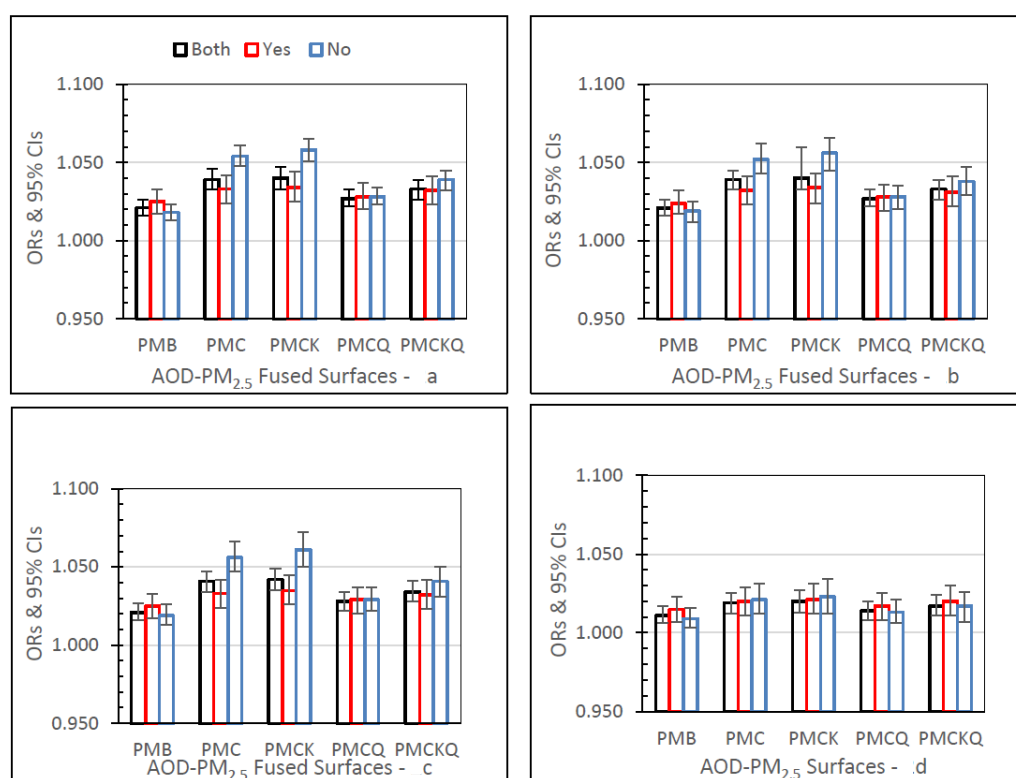 Both Yes No
ORs & 95% CIs
1.100
1.050
1.000
0.950
PMB PMC PMCK PMCQ PMCKQ
AOD-PM2.5 Fused Surfaces - a
ORs & 95% CIs
1.100
1.050
1.000
0.950
PMB PMC PMCK PMCQ PMCKQ
AOD-PM2.5 Fused Surfaces - b
ORs & 95% CIs
1.100
1.050
1.000
0.950
PMB PMC PMCK PMCQ PMCKQ
AOD-PM2.5 Fused Surfaces - c
ORs & 95% CIs
1.100
1.050
1.000
0.950
PMB PMC PMCK PMCQ PMCKQ
AOD-PM2.5 Fused Surfaces - d